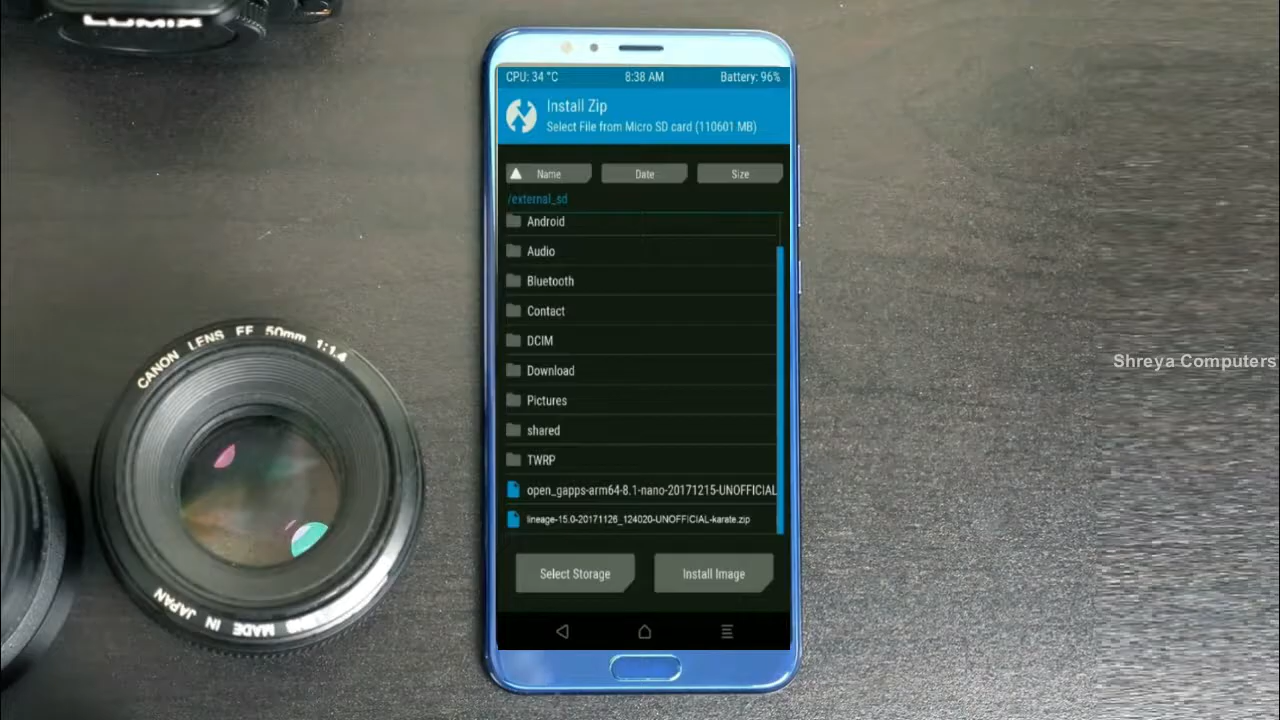 LUMIX
CPU: 34 °C 8:38 AM Battery: 96%
Install Zip
Select File from Micro SD card (110601 MB)
Name Date Size
/external_sd
Android
Audio
Bluetooth
Contact
DCIM
Download
Pictures
shared
TWRP
open_gapps-arm64-8.1-nano-20171215-UNOFFICIAL
lineage-15.0-20171126_124020-UNOFFICIAL-karate.zip
Select Storage Install Image
Shreya Computers
CANON LENS EF 50mm 1:1.4
MADE IN JAPAN